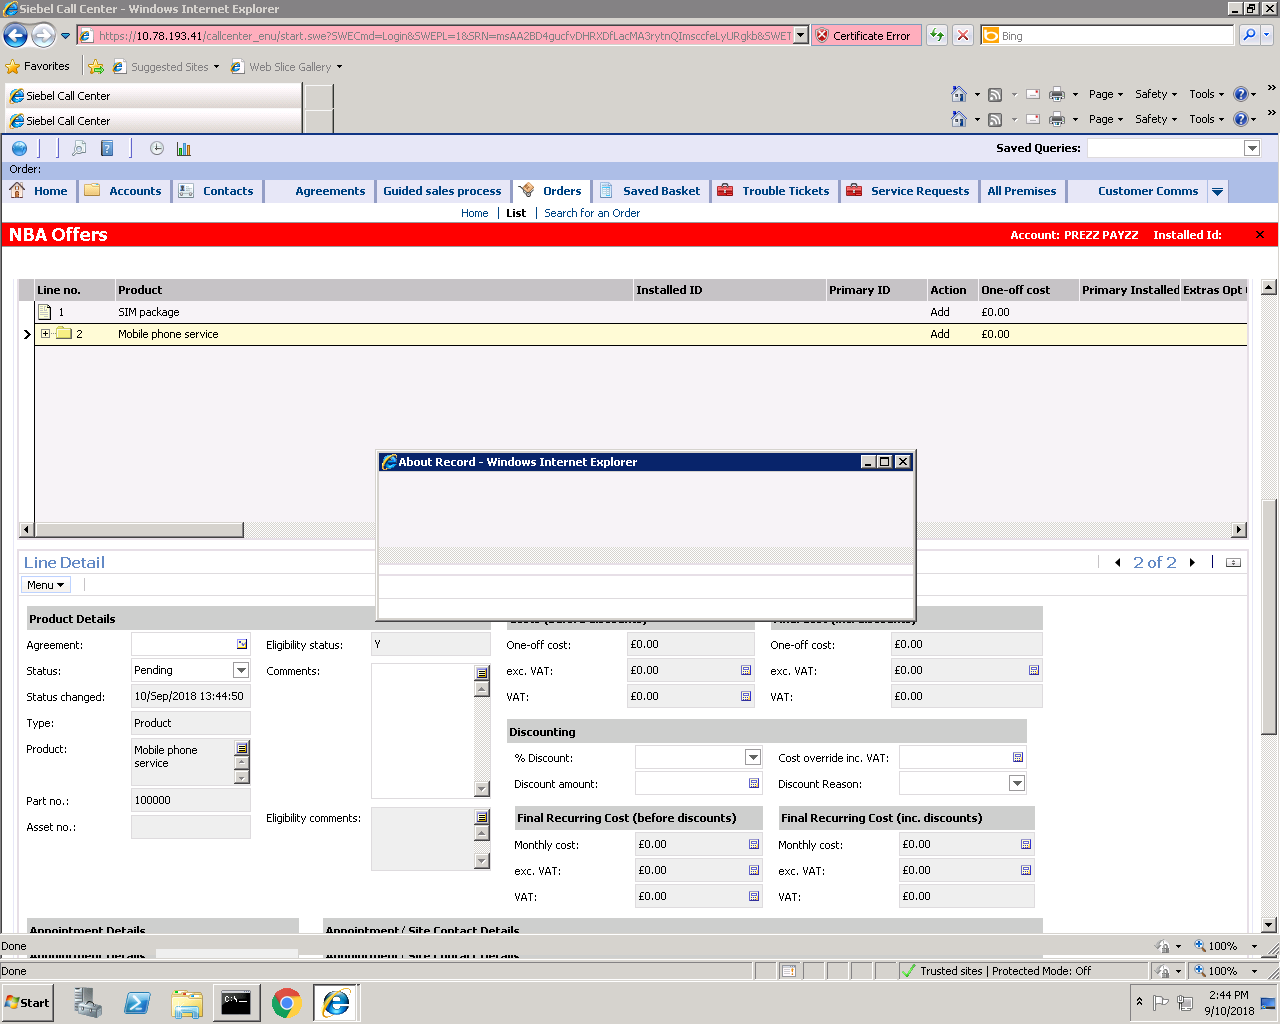 Siebel Call Center - Windows Internet Explorer
https://10.78.193.41/callcenter_enu/start.swe?SWECmd=Login&SWEPL=1&SRN=msAA2BD4gucfvDHRXDfLacMA3rytnQImsccfeLyURgkb&SWET
Certificate Error
Bing
Favorites
Suggested Sites
Web Slice Gallery
Siebel Call Center
Page Safety Tools
Siebel Call Center
Page Safety Tools
Saved Queries:
Order:
Home Accounts Contacts Agreements Guided sales process Orders Saved Basket Trouble Tickets Service Requests All Premises Customer Comms
Home | List | Search for an Order
NBA Offers
Account: PREZZ PAYZZ Installed Id:
Line no. Product Installed ID Primary ID Action One-off cost Primary Installed Extras Opt
1 SIM package Add £0.00
2 Mobile phone service Add £0.00
About Record - Windows Internet Explorer
Line Detail
2 of 2
Menu
Product Details
Agreement:
Eligibility status: Y
One-off cost: £0.00
One-off cost: £0.00
Status: Pending
Comments:
exc. VAT: £0.00
exc. VAT: £0.00
Status changed: 10/Sep/2018 13:44:50
VAT: £0.00
VAT: £0.00
Type: Product
Discounting
Product: Mobile phone service
% Discount:
Cost override inc. VAT:
Discount amount:
Discount Reason:
Part no.: 100000
Asset no.:
Eligibility comments:
Final Recurring Cost (before discounts)
Final Recurring Cost (inc. discounts)
Monthly cost: £0.00
Monthly cost: £0.00
exc. VAT: £0.00
exc. VAT: £0.00
VAT: £0.00
VAT: £0.00
Appointment Details
Appointment/ Site Contact Details
Done
100%
Done
Trusted sites | Protected Mode: Off
100%
Start
2:44 PM
9/10/2018